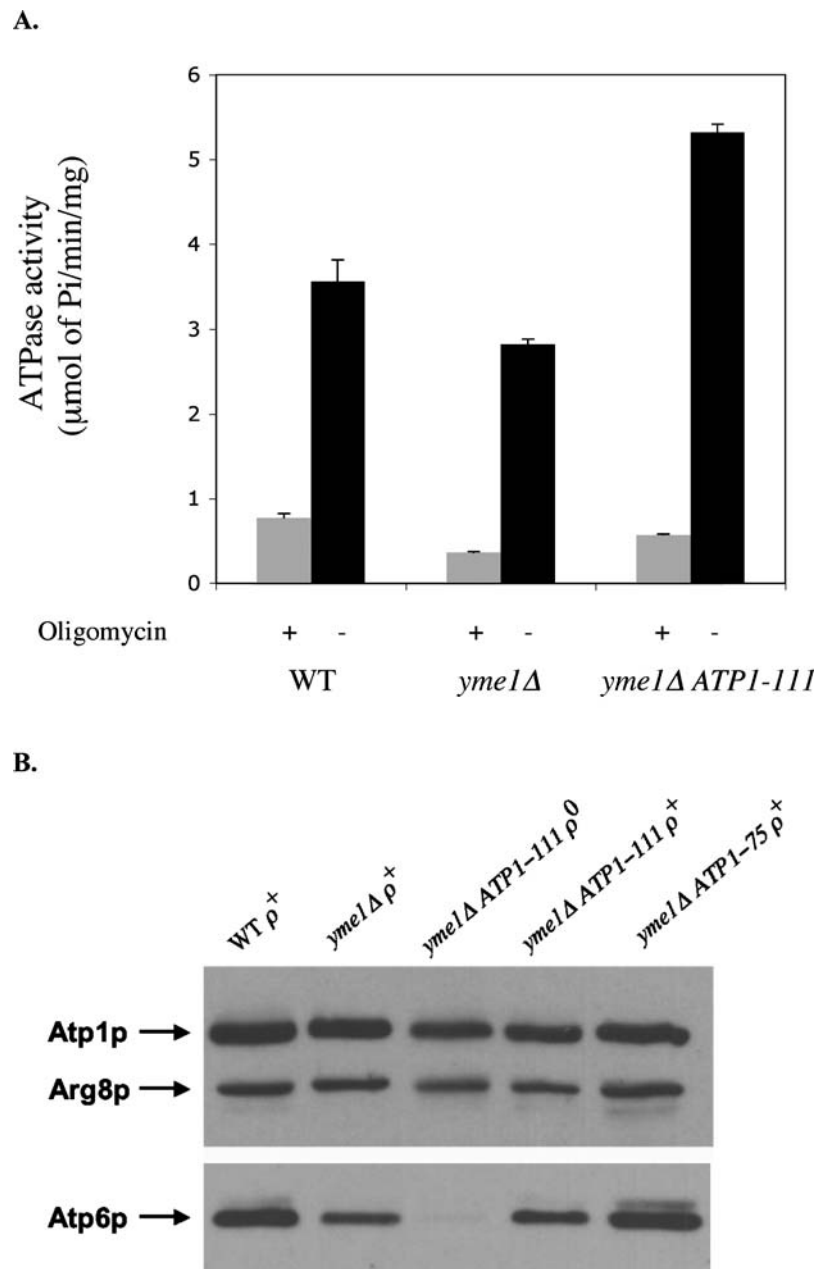 A.
ATPase activity
(μmol of Pi/min/mg)
6
5
4
3
2
1
0
Oligomycin + - + - + -
WT yme1Δ yme1Δ ATP1-111
B.
WT ρ+
yme1Δ ρ+
yme1Δ ATP1–111 ρ0
yme1Δ ATP1–111 ρ+
yme1Δ ATP1–75 ρ+
Atp1p
Arg8p
Atp6p